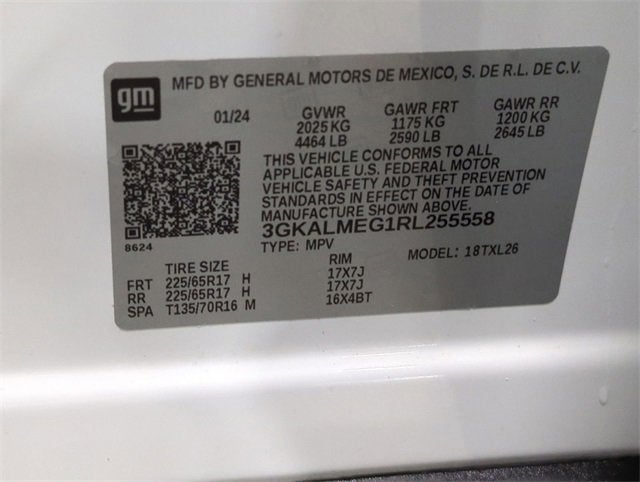 gm MFD BY GENERAL MOTORS DE MEXICO, S. DE R.L. DE C.V.
01/24 GVWR GAWR FRT GAWR RR
2025 KG 1175 KG 1200 KG
4464 LB 2590 LB 2645 LB
THIS VEHICLE CONFORMS TO ALL
APPLICABLE U.S. FEDERAL MOTOR
VEHICLE SAFETY AND THEFT PREVENTION
STANDARDS IN EFFECT ON THE DATE OF
MANUFACTURE SHOWN ABOVE.
3GKALMEG1RL255558
8624 TYPE: MPV MODEL: 18TXL26
TIRE SIZE RIM
FRT 225/65R17 H 17X7J
RR 225/65R17 H 17X7J
SPA T135/70R16 M 16X4BT